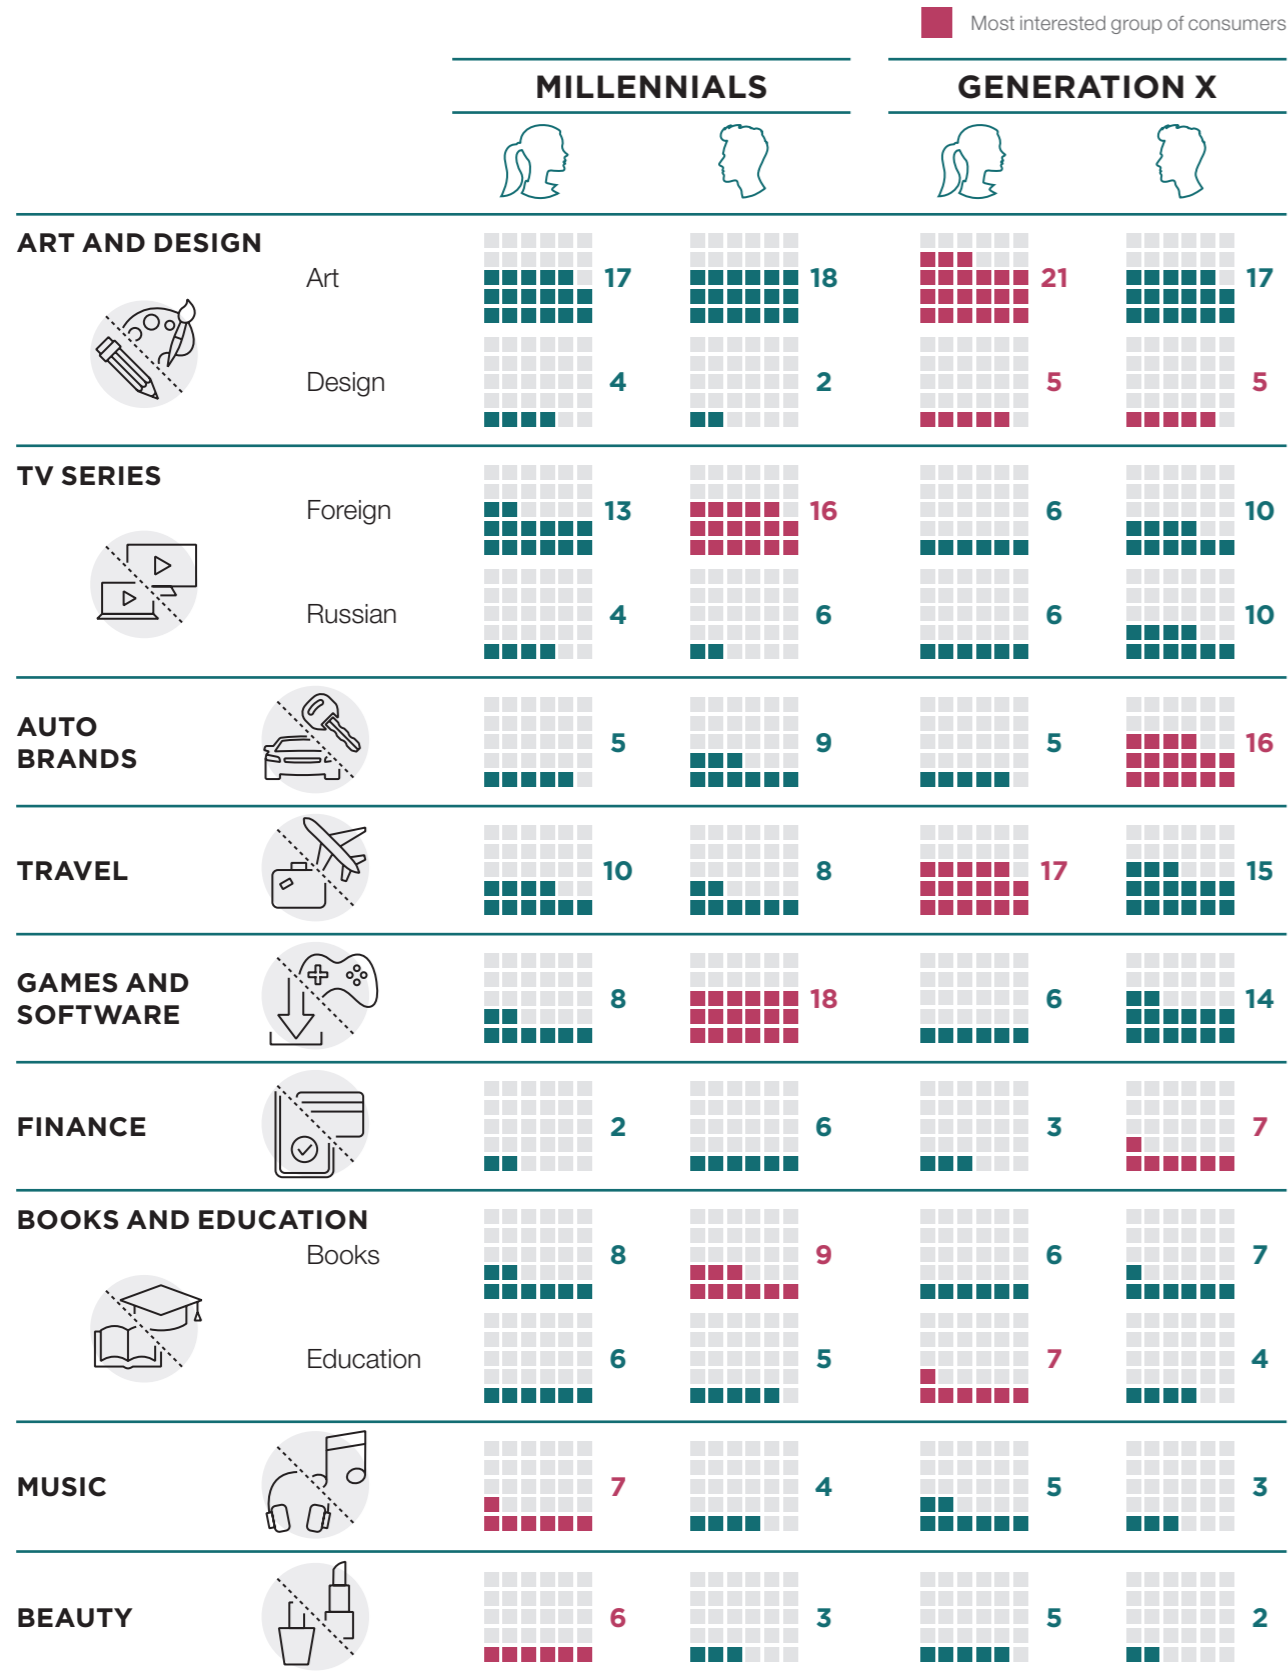 Most interested group of consumers
MILLENNIALS GENERATION X
ART AND DESIGN
Art 17 18 21 17
Design 4 2 5 5
TV SERIES
Foreign 13 16 6 10
Russian 4 6 6 10
AUTO
BRANDS
5 9 5 16
TRAVEL 10 8 17 15
GAMES AND
SOFTWARE
8 18 6 14
FINANCE 2 6 3 7
BOOKS AND EDUCATION
Books 8 9 6 7
Education 6 5 7 4
MUSIC 7 4 5 3
BEAUTY 6 3 5 2